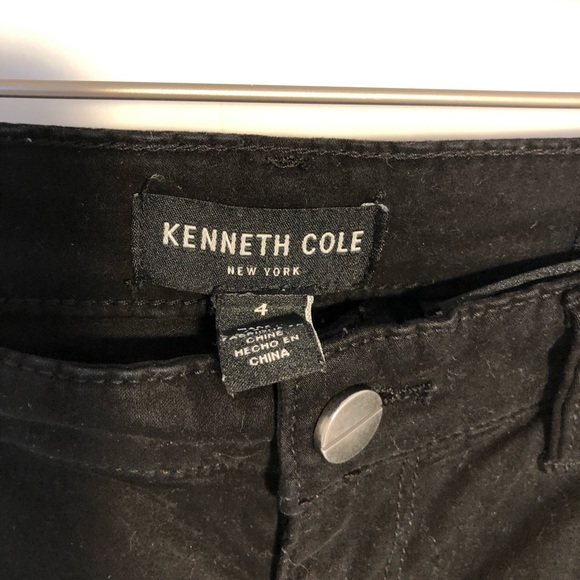 KENNETH COLE
NEW YORK
4
CHINE
HECHO EN
CHINA